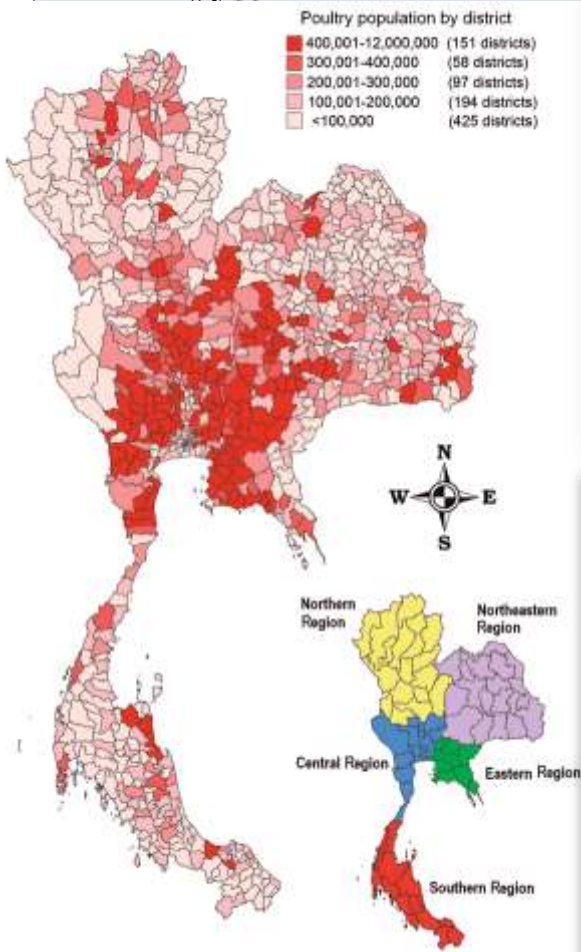 Poultry population by district
400,001-12,000,000 (151 districts)
300,001-400,000 (58 districts)
200,001-300,000 (97 districts)
100,001-200,000 (194 districts)
<100,000 (425 districts)
N
W E
S
Northern
Region
Northeastern
Region
Central Region
Eastern Region
Southern Region